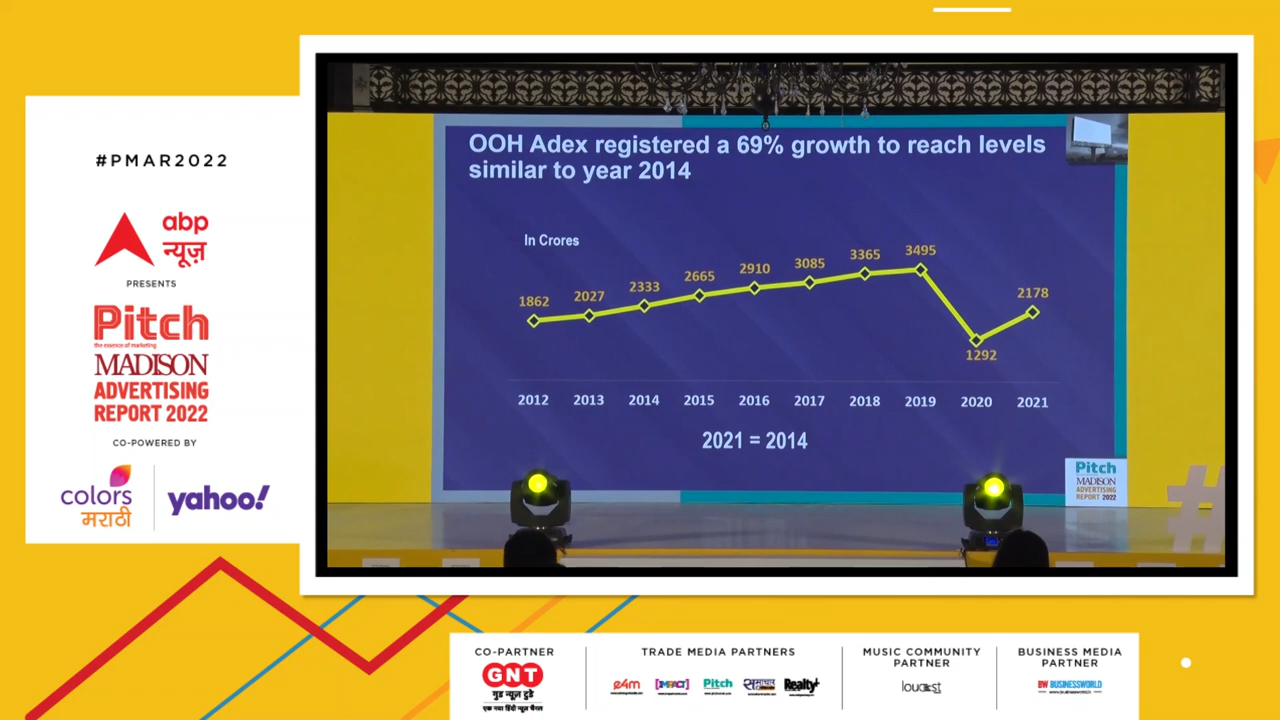 #PMAR2022
abp
न्यूज़
PRESENTS
Pitch
the essence of marketing
MADISON
ADVERTISING
REPORT 2022
CO-POWERED BY
colors
मराठी
yahoo!
OOH Adex registered a 69% growth to reach levels
similar to year 2014
In Crores
1862 2027 2333 2665 2910 3085 3365 3495 1292 2178
2012 2013 2014 2015 2016 2017 2018 2019 2020 2021
2021 = 2014
Pitch
MADISON
ADVERTISING
REPORT 2022
#
CO-PARTNER
GNT
गुड न्यूज़ टुडे
एक नया हिंदी न्यूज़ चैनल
TRADE MEDIA PARTNERS
e4m
IMPACT
Pitch
समाचार
Realty+
MUSIC COMMUNITY
PARTNER
loudest
BUSINESS MEDIA
PARTNER
BW BUSINESSWORLD